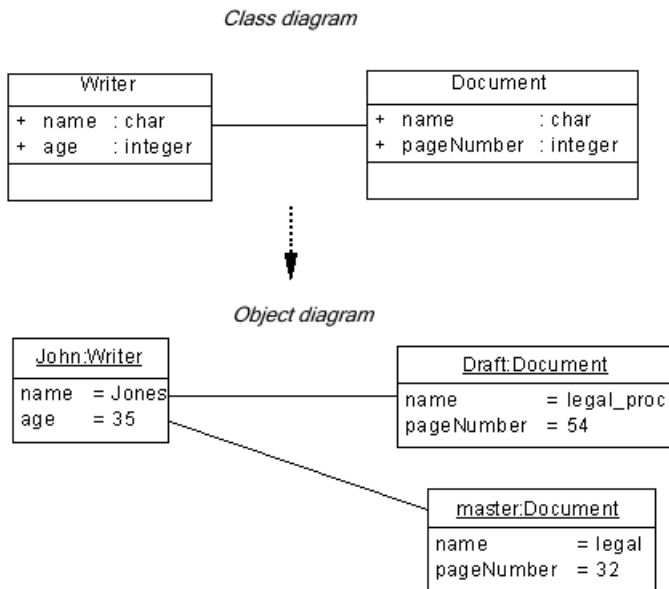 Class diagram
Writer
+ name : char
+ age : integer
Document
+ name : char
+ pageNumber : integer
Object diagram
John:Writer
name = Jones
age = 35
Draft:Document
name = legal_proc
pageNumber = 54
master:Document
name = legal
pageNumber = 32